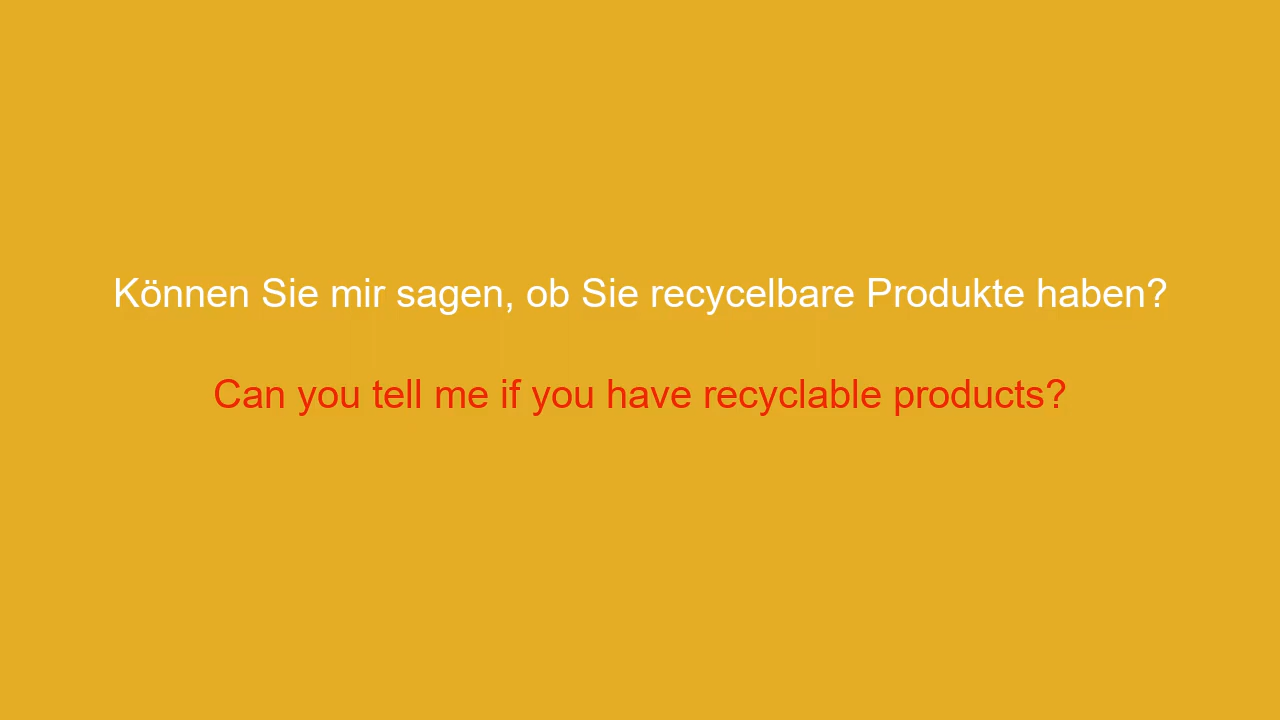 Können Sie mir sagen, ob Sie recycelbare Produkte haben?
Can you tell me if you have recyclable products?